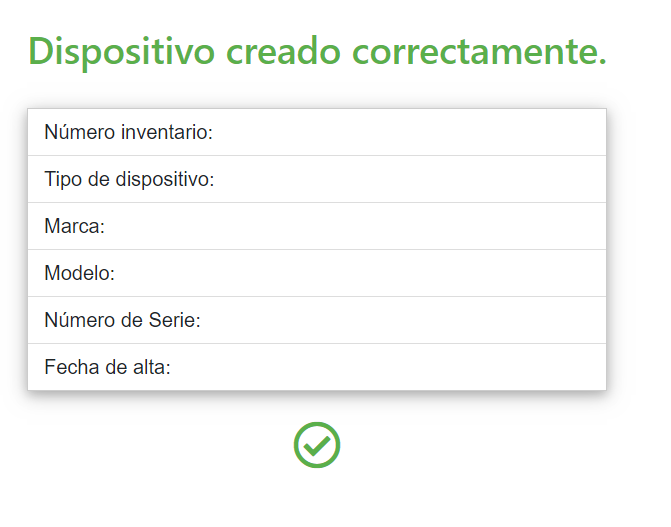 Dispositivo creado correctamente.
Número inventario:
Tipo de dispositivo:
Marca:
Modelo:
Número de Serie:
Fecha de alta: